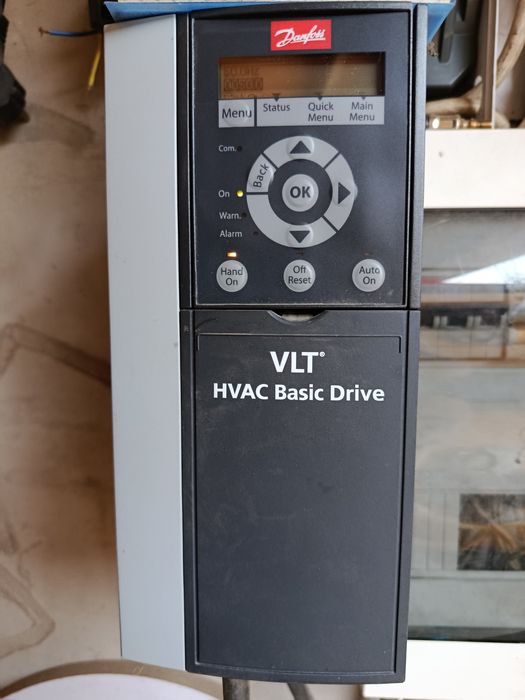 Danfoss
Menu
Status
Quick Menu
Main Menu
Com.
Back
OK
On
Warn.
Alarm
Hand On
Off Reset
Auto On
VLT®
HVAC Basic Drive